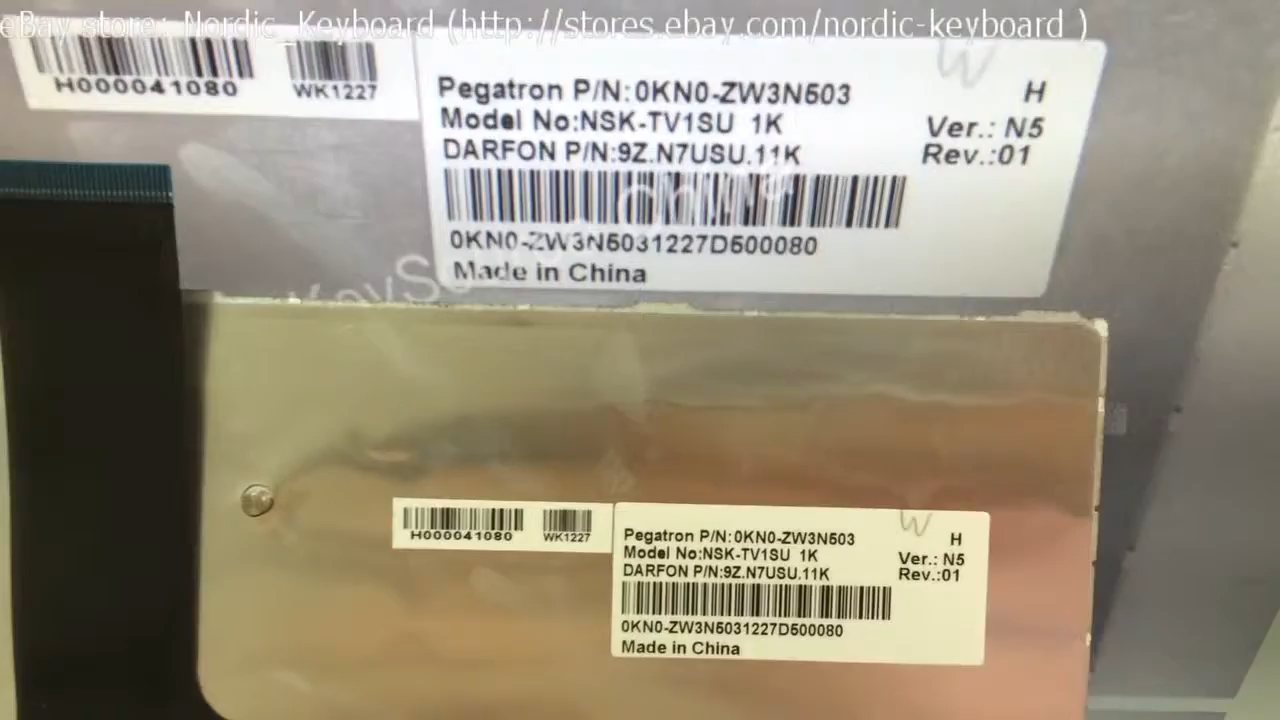 eBay store: Nordic_Keyboard (http://stores.ebay.com/nordic-keyboard )
H000041080 WK1227
W
Pegatron P/N:0KN0-ZW3N503 H
Model No:NSK-TV1SU 1K Ver.: N5
DARFON P/N:9Z.N7USU.11K Rev.:01
0KN0-ZW3N5031227D500080
Made in China
H000041080 WK1227
W
Pegatron P/N:0KN0-ZW3N503 H
Model No:NSK-TV1SU 1K Ver.: N5
DARFON P/N:9Z.N7USU.11K Rev.:01
0KN0-ZW3N5031227D500080
Made in China